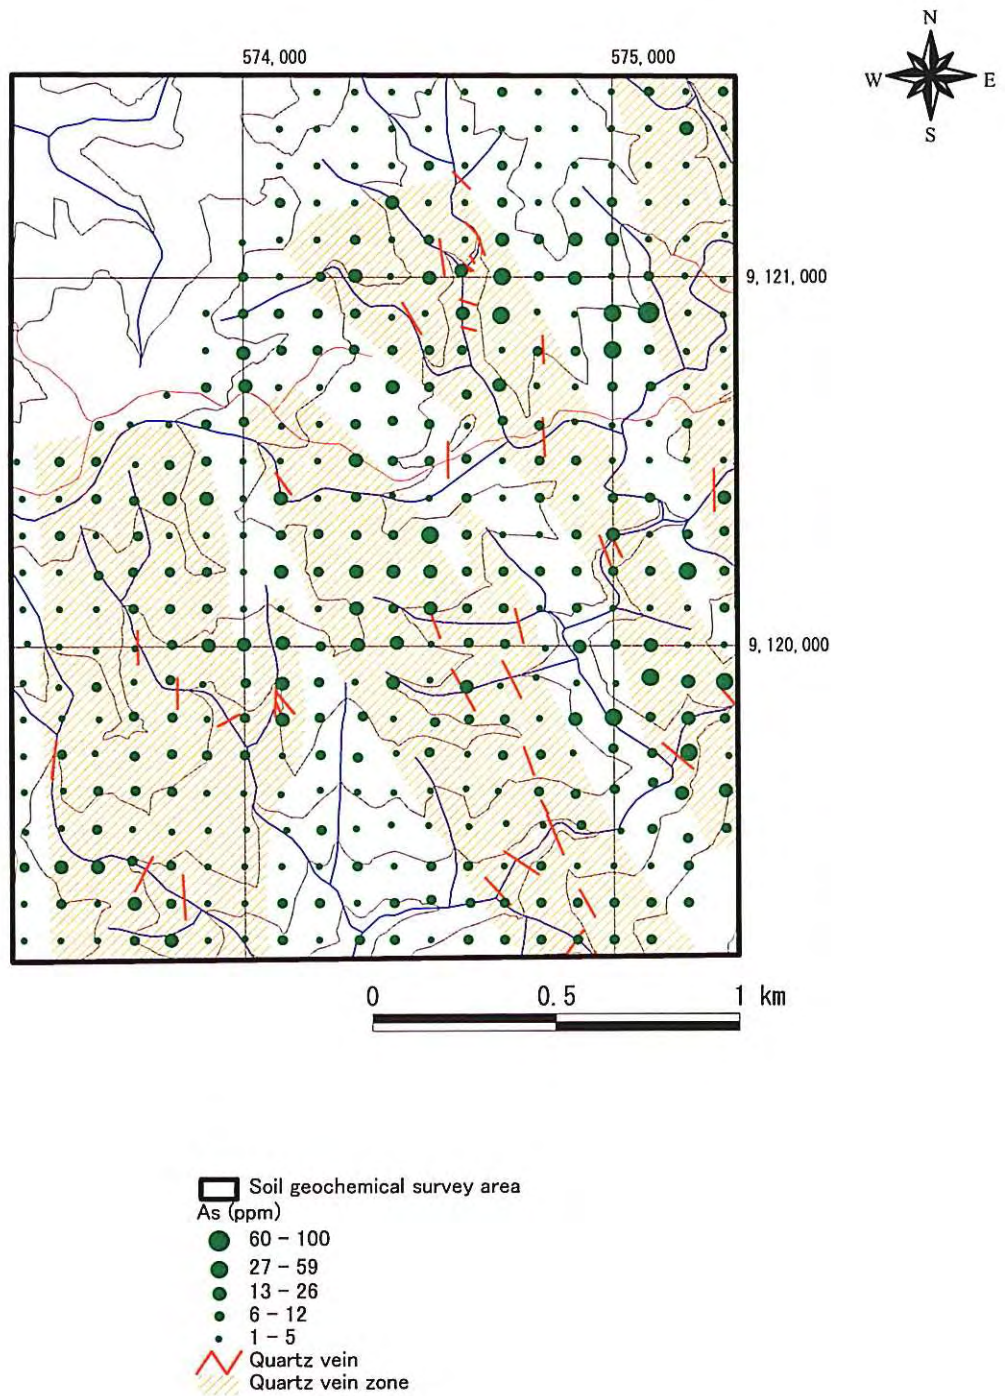 N
574,000 575,000
W E
S
9,121,000
9,120,000
0 0.5 1 km
Soil geochemical survey area
As (ppm)
60 - 100
27 - 59
13 - 26
6 - 12
1 - 5
Quartz vein
Quartz vein zone